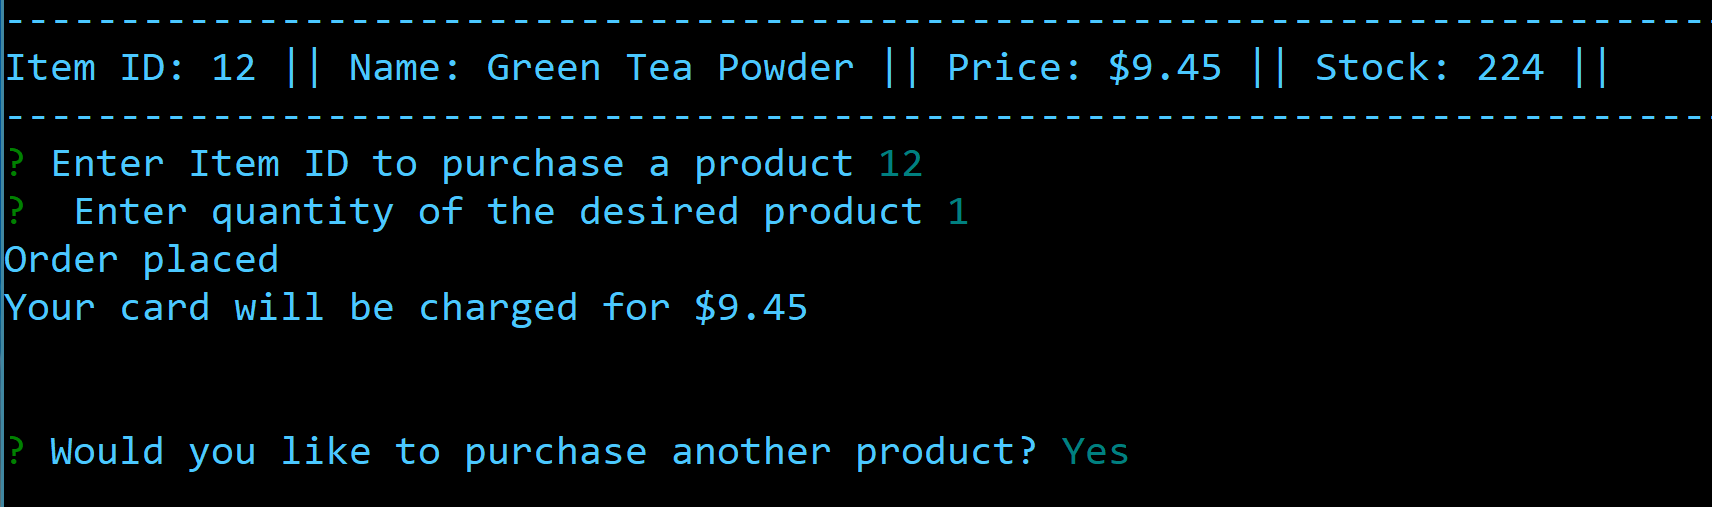 ---------------------------------------------------------------------------
Item ID: 12 || Name: Green Tea Powder || Price: $9.45 || Stock: 224 ||
---------------------------------------------------------------------------
? Enter Item ID to purchase a product 12
?  Enter quantity of the desired product 1
Order placed
Your card will be charged for $9.45
? Would you like to purchase another product? Yes